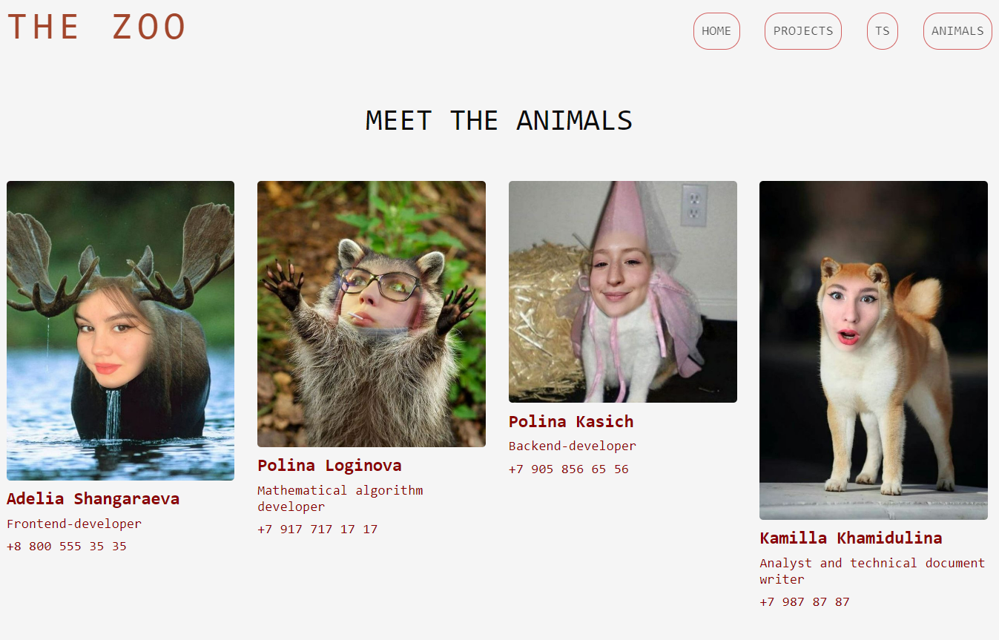 THE ZOO
HOME
PROJECTS
TS
ANIMALS
MEET THE ANIMALS
Adelia Shangaraeva
Frontend-developer
+8 800 555 35 35
Polina Loginova
Mathematical algorithm
developer
+7 917 717 17 17
Polina Kasich
Backend-developer
+7 905 856 65 56
Kamilla Khamidulina
Analyst and technical document
writer
+7 987 87 87